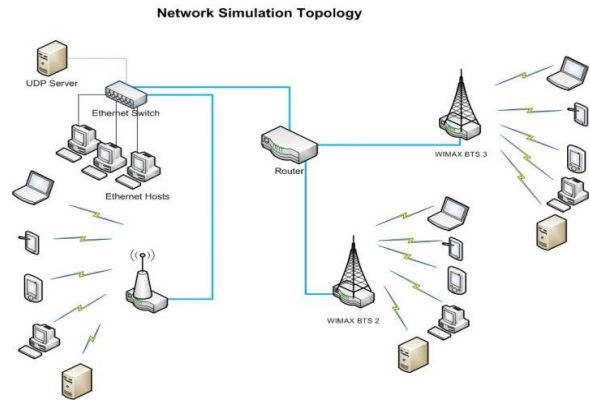 Network Simulation Topology
UDP Server
Ethernet Switch
Ethernet Hosts
Router
WIMAX BTS 3
WIMAX BTS 2